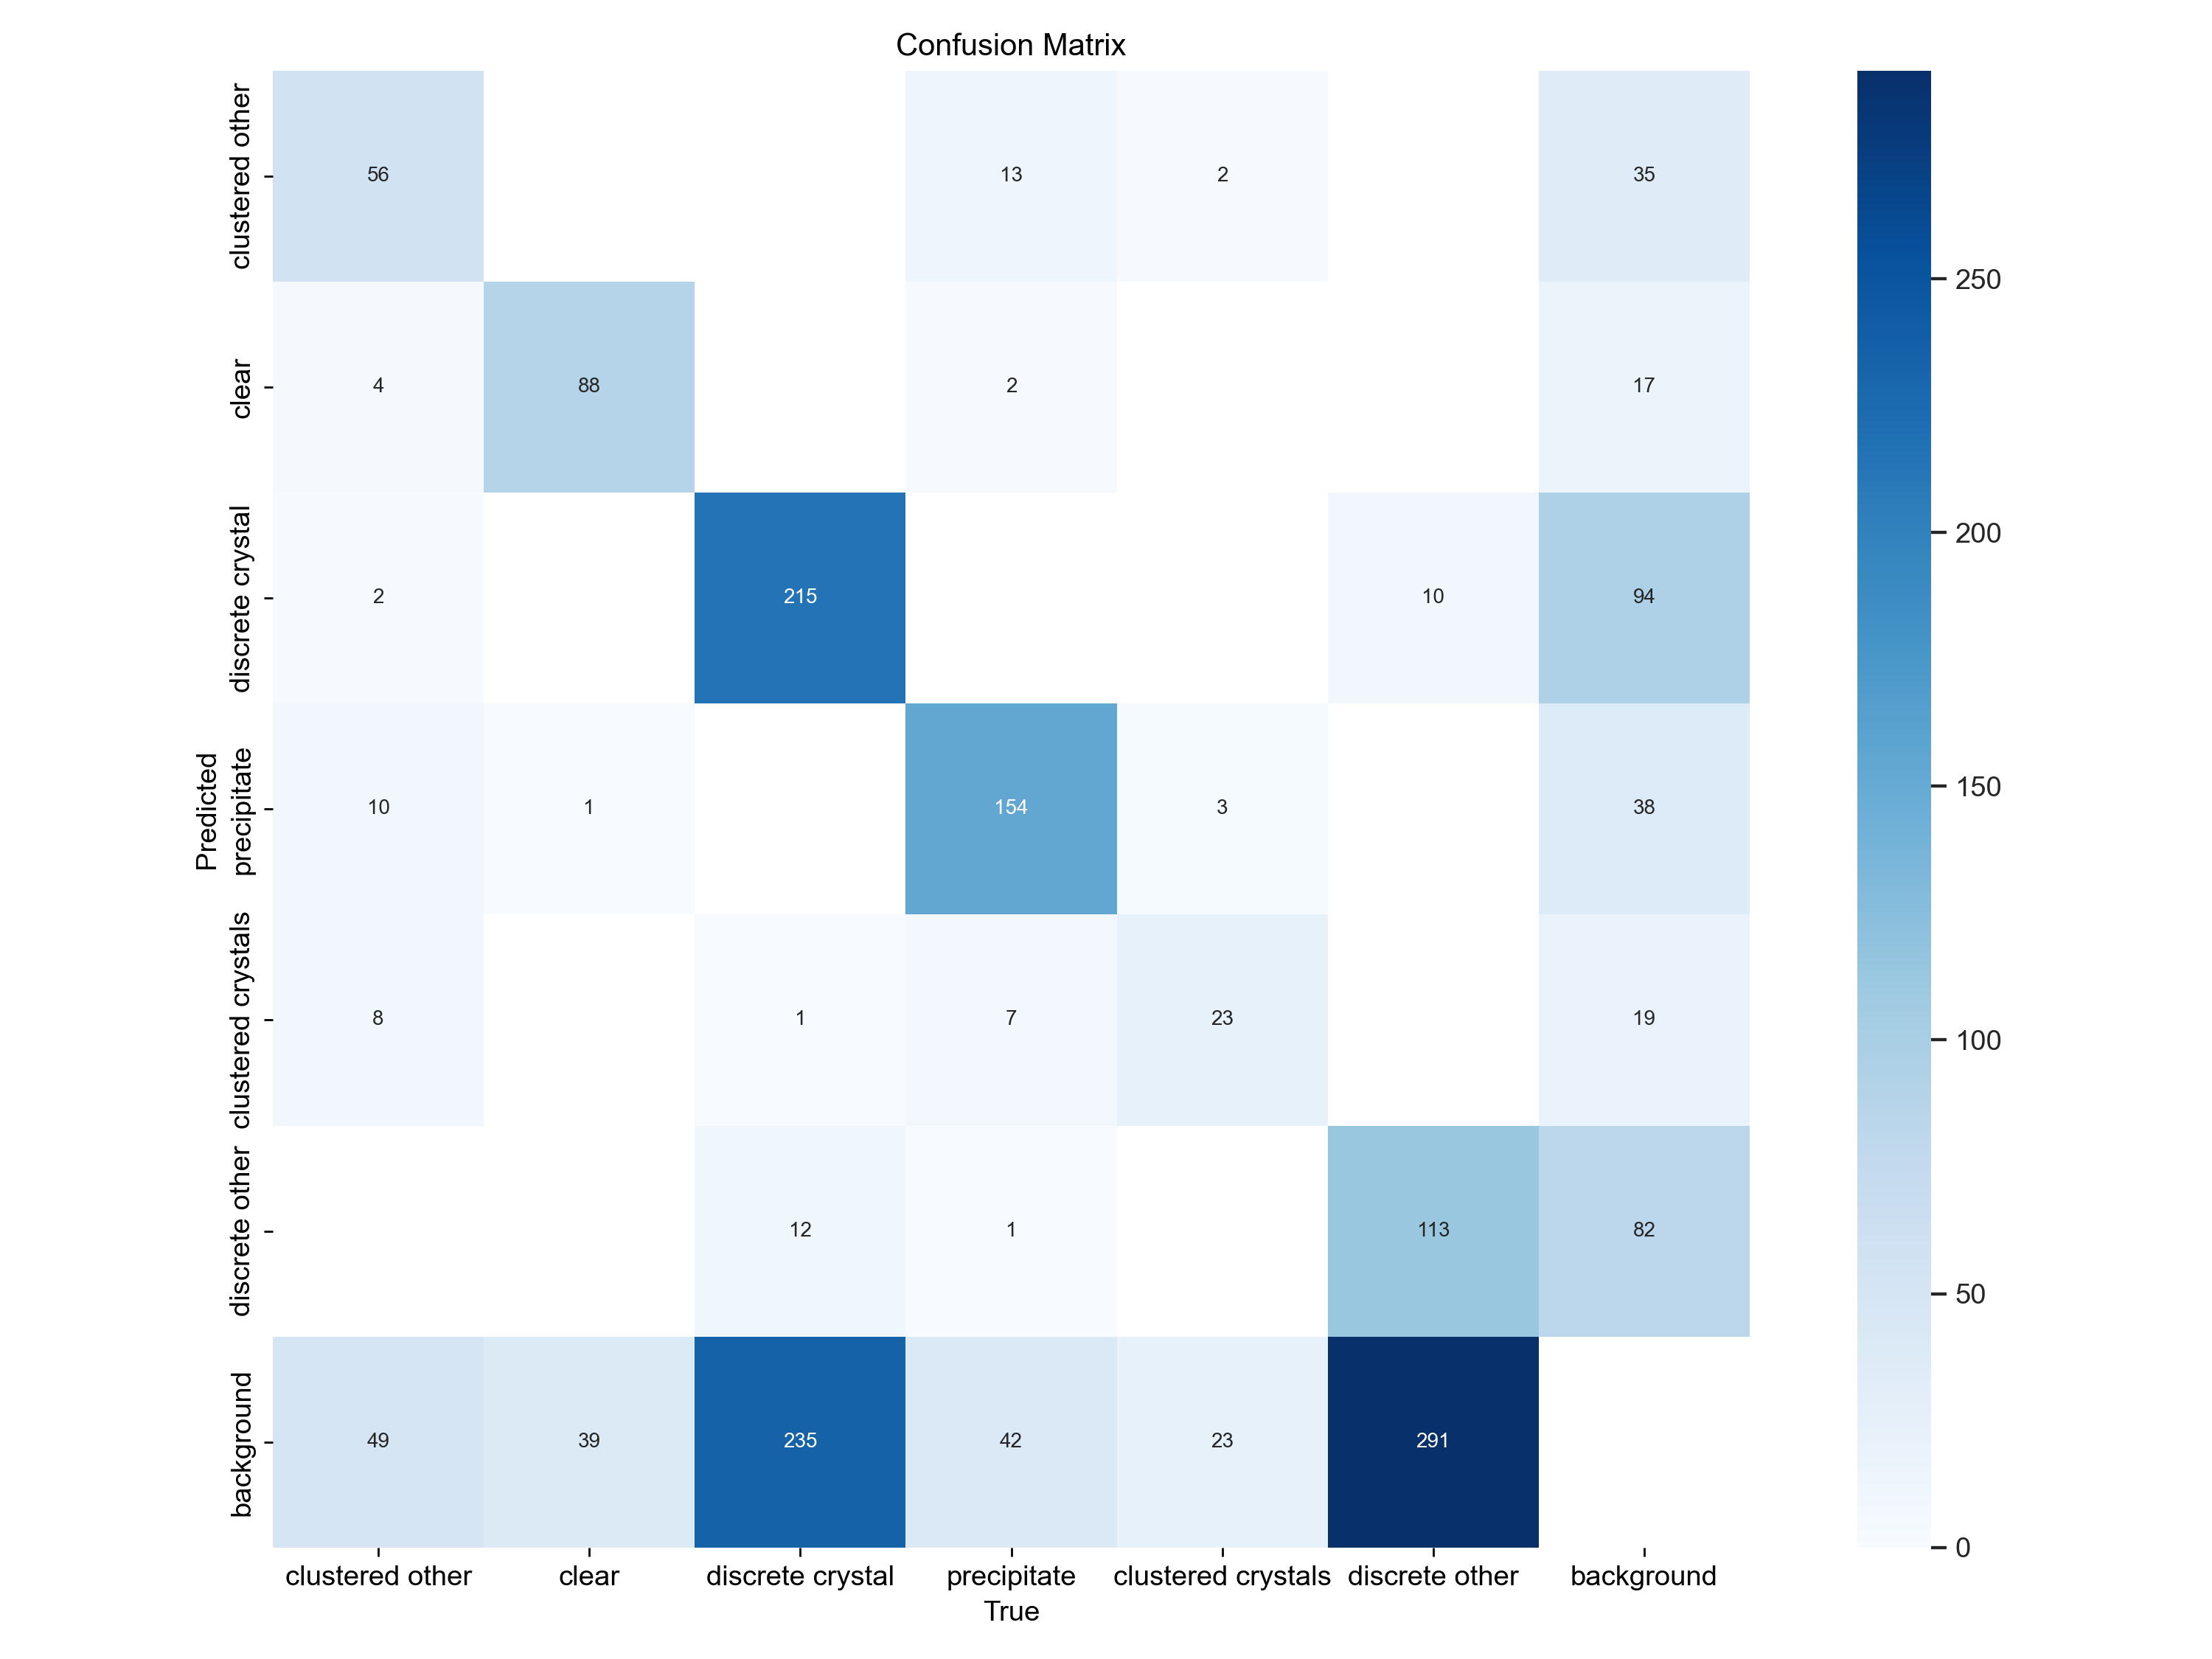 Confusion Matrix
clustered other
56
13
2
35
clear
4
88
2
17
discrete crystal
2
215
10
94
Predicted
precipitate
10
1
154
3
38
clustered crystals
8
1
7
23
19
discrete other
12
1
113
82
background
49
39
235
42
23
291
clustered other
clear
discrete crystal
precipitate
clustered crystals
discrete other
background
True
250
200
150
100
50
0